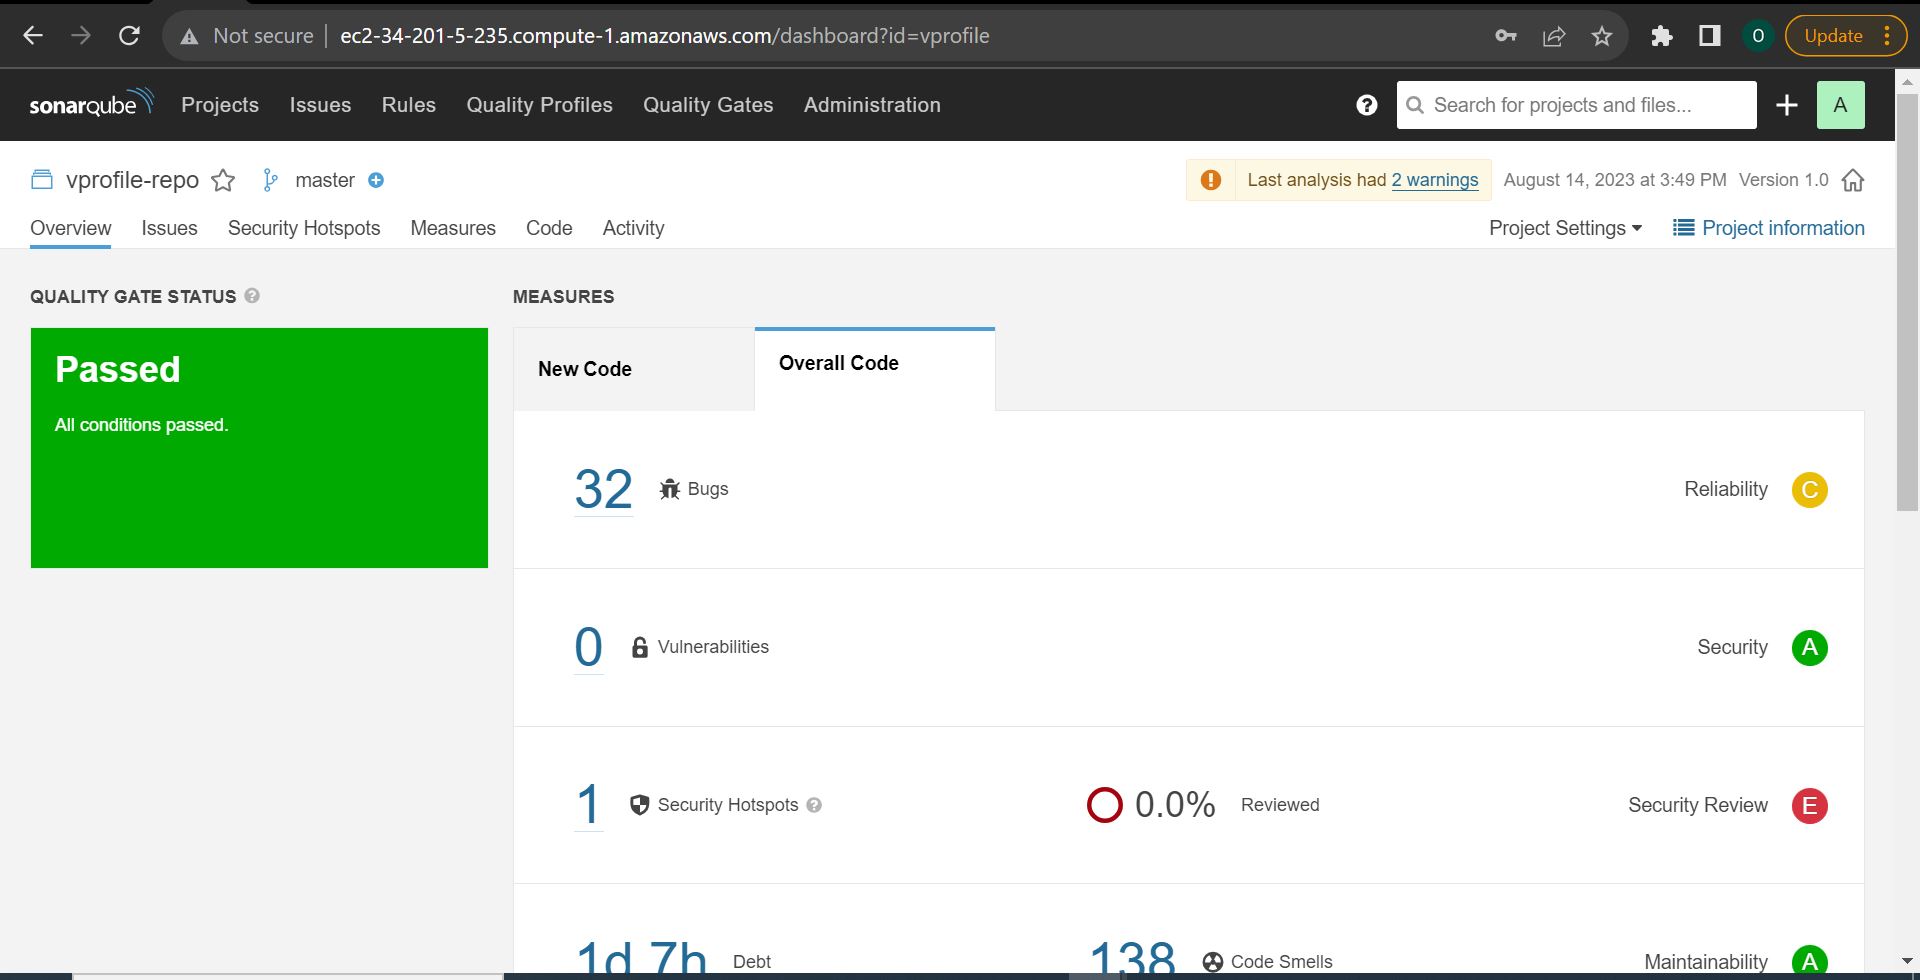 Not secure ec2-34-201-5-235.compute-1.amazonaws.com/dashboard?id=vprofile O Update
sonarqube Projects Issues Rules Quality Profiles Quality Gates Administration ? Search for projects and files... A
vprofile-repo master Last analysis had 2 warnings August 14, 2023 at 3:49 PM Version 1.0
Overview Issues Security Hotspots Measures Code Activity Project Settings Project information
QUALITY GATE STATUS ? MEASURES
Passed
All conditions passed.
New Code Overall Code
32 Bugs Reliability C
0 Vulnerabilities Security A
1 Security Hotspots ? 0.0% Reviewed Security Review E
1d 7h Debt 138 Code Smells Maintainability A